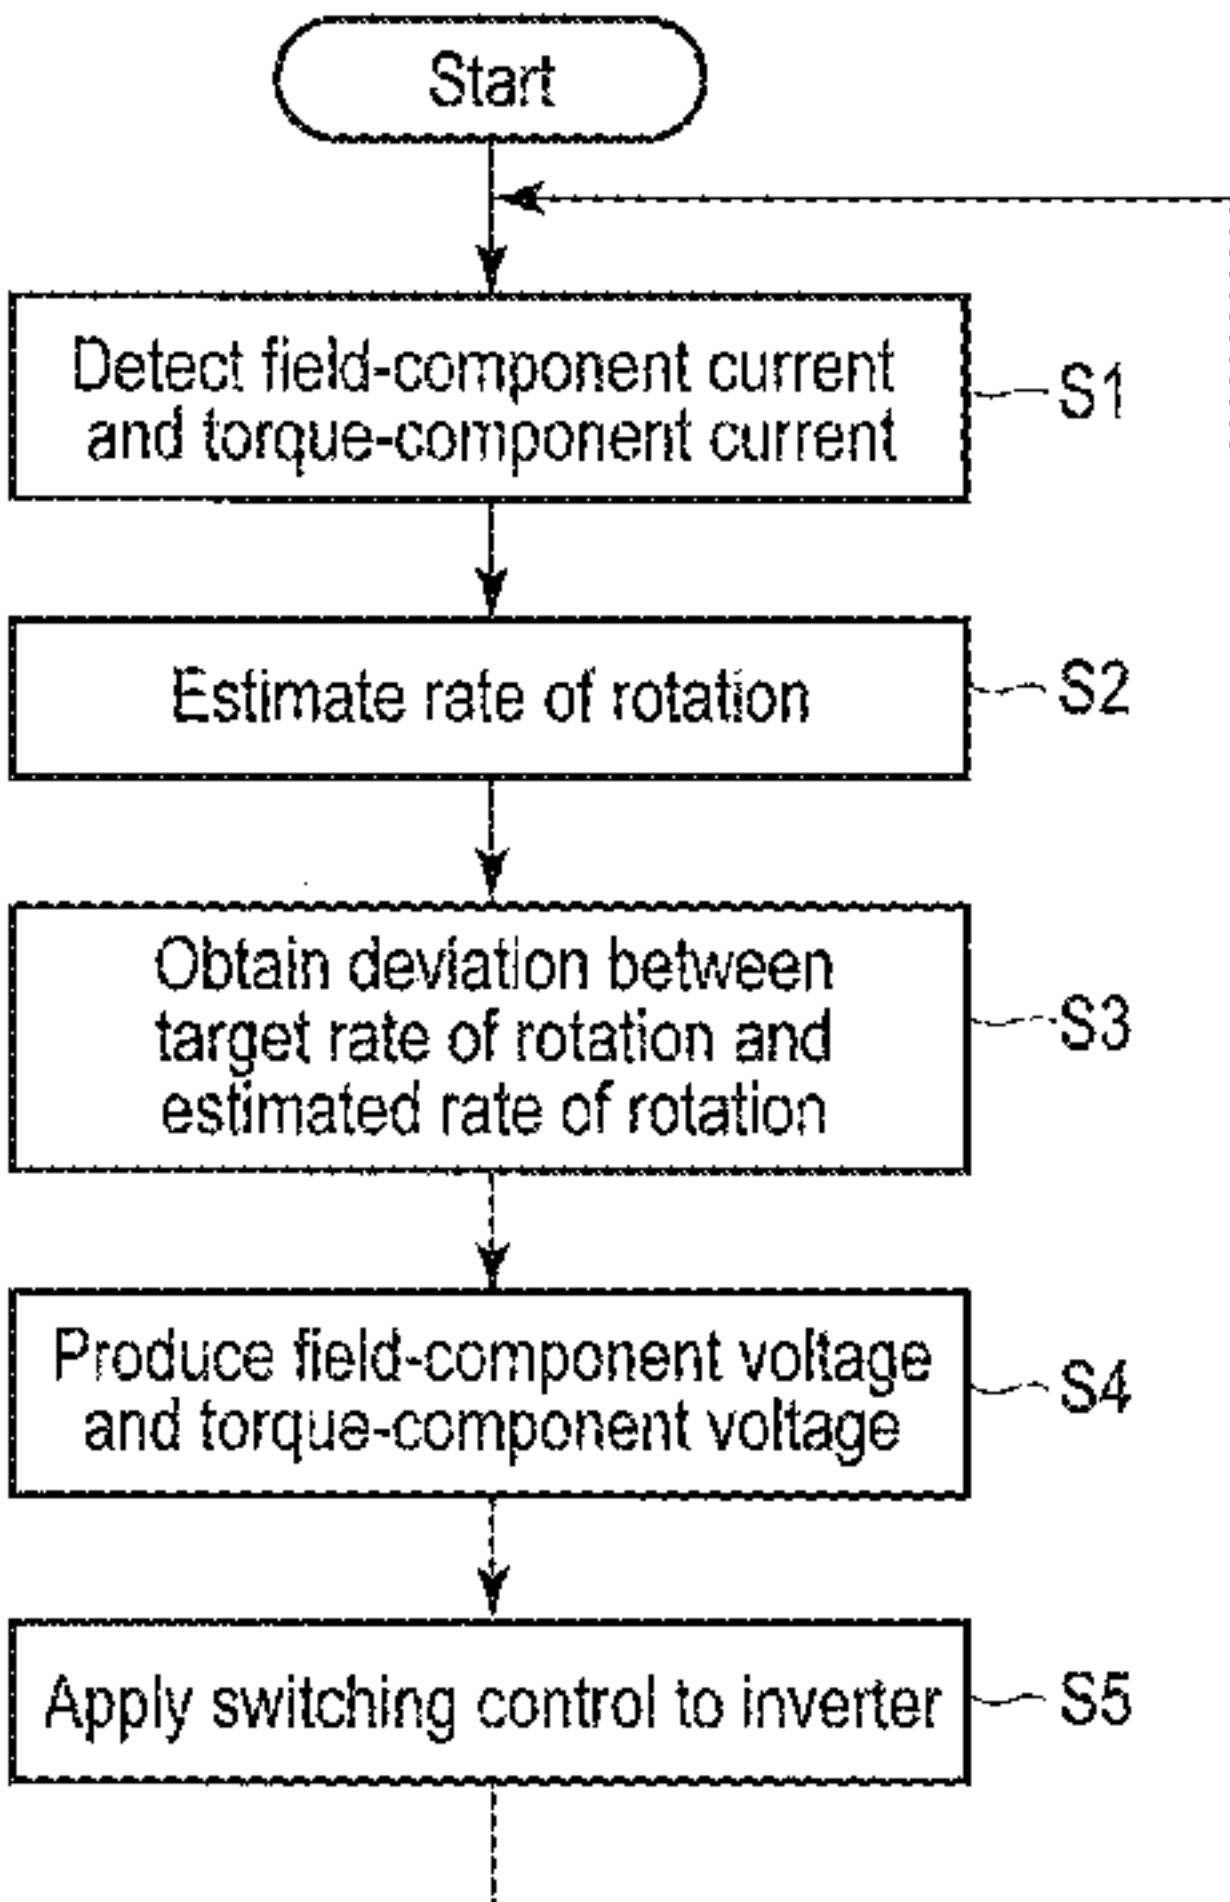 Start
Detect field-component current
and torque-component current
S1
Estimate rate of rotation
S2
Obtain deviation between
target rate of rotation and
estimated rate of rotation
S3
Produce field-component voltage
and torque-component voltage
S4
Apply switching control to inverter
S5